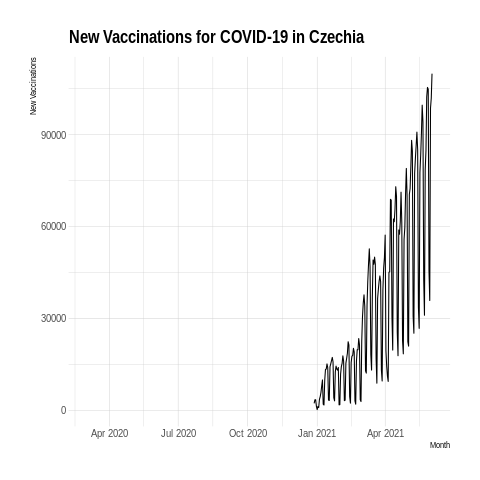 New Vaccinations for COVID-19 in Czechia
New Vaccinations
90000
60000
30000
0
Apr 2020 Jul 2020 Oct 2020 Jan 2021 Apr 2021
Month